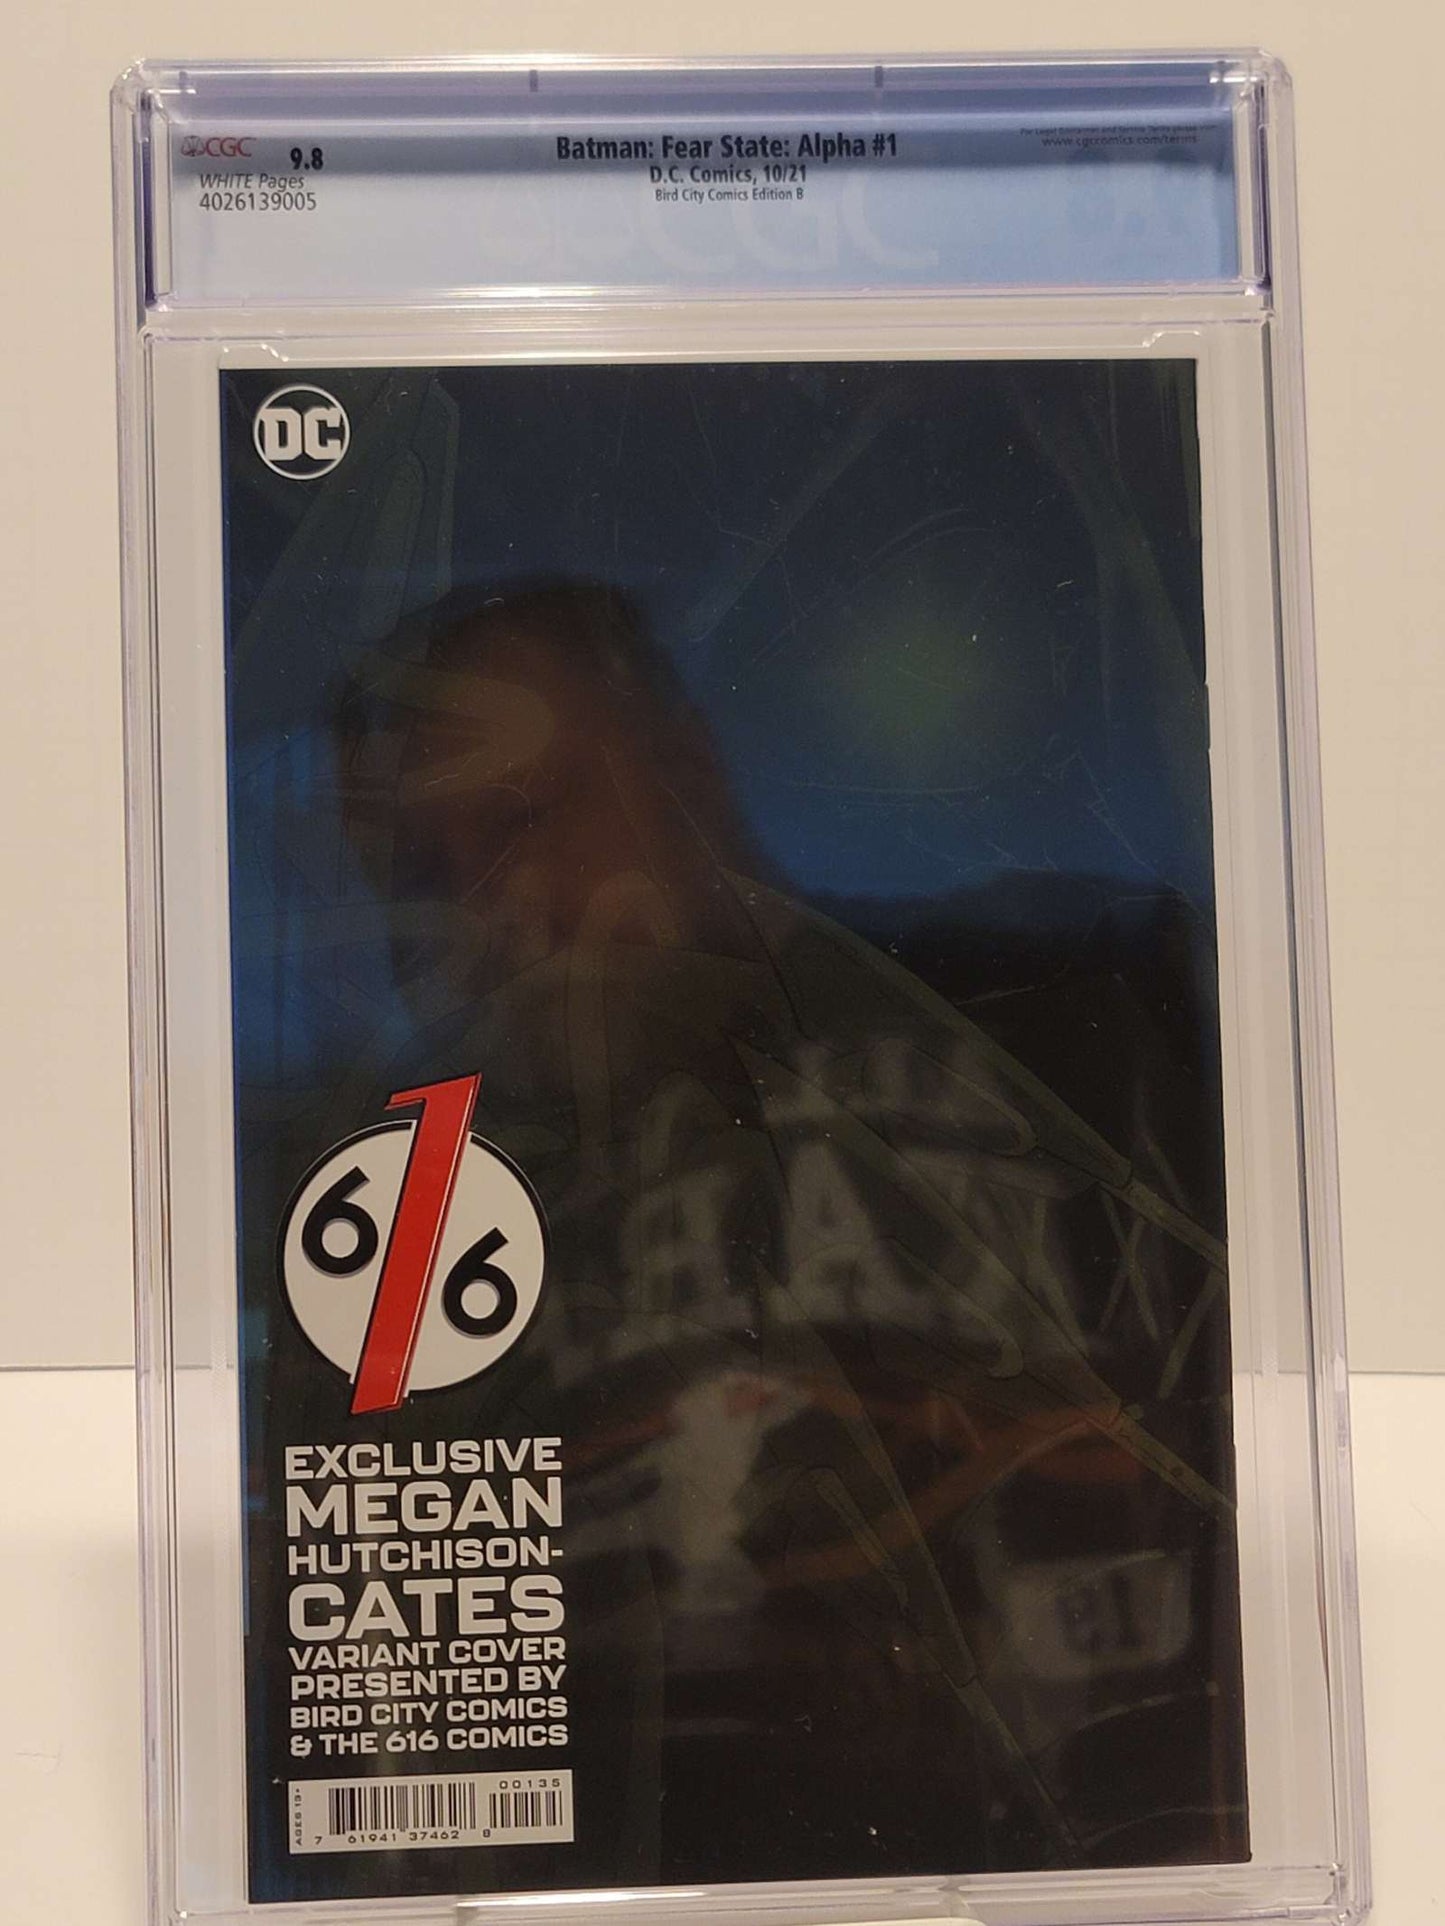 CGC 9.8
WHITE Pages
4026139005
Batman: Fear State: Alpha #1
D.C. Comics, 10/21
Bird City Comics Edition B
www.cgccomics.com/terms
DC
616
EXCLUSIVE
MEGAN
HUTCHISON-
CATES
VARIANT COVER
PRESENTED BY
BIRD CITY COMICS
& THE 616 COMICS
AGES 13+
00135
7 61941 37462 8